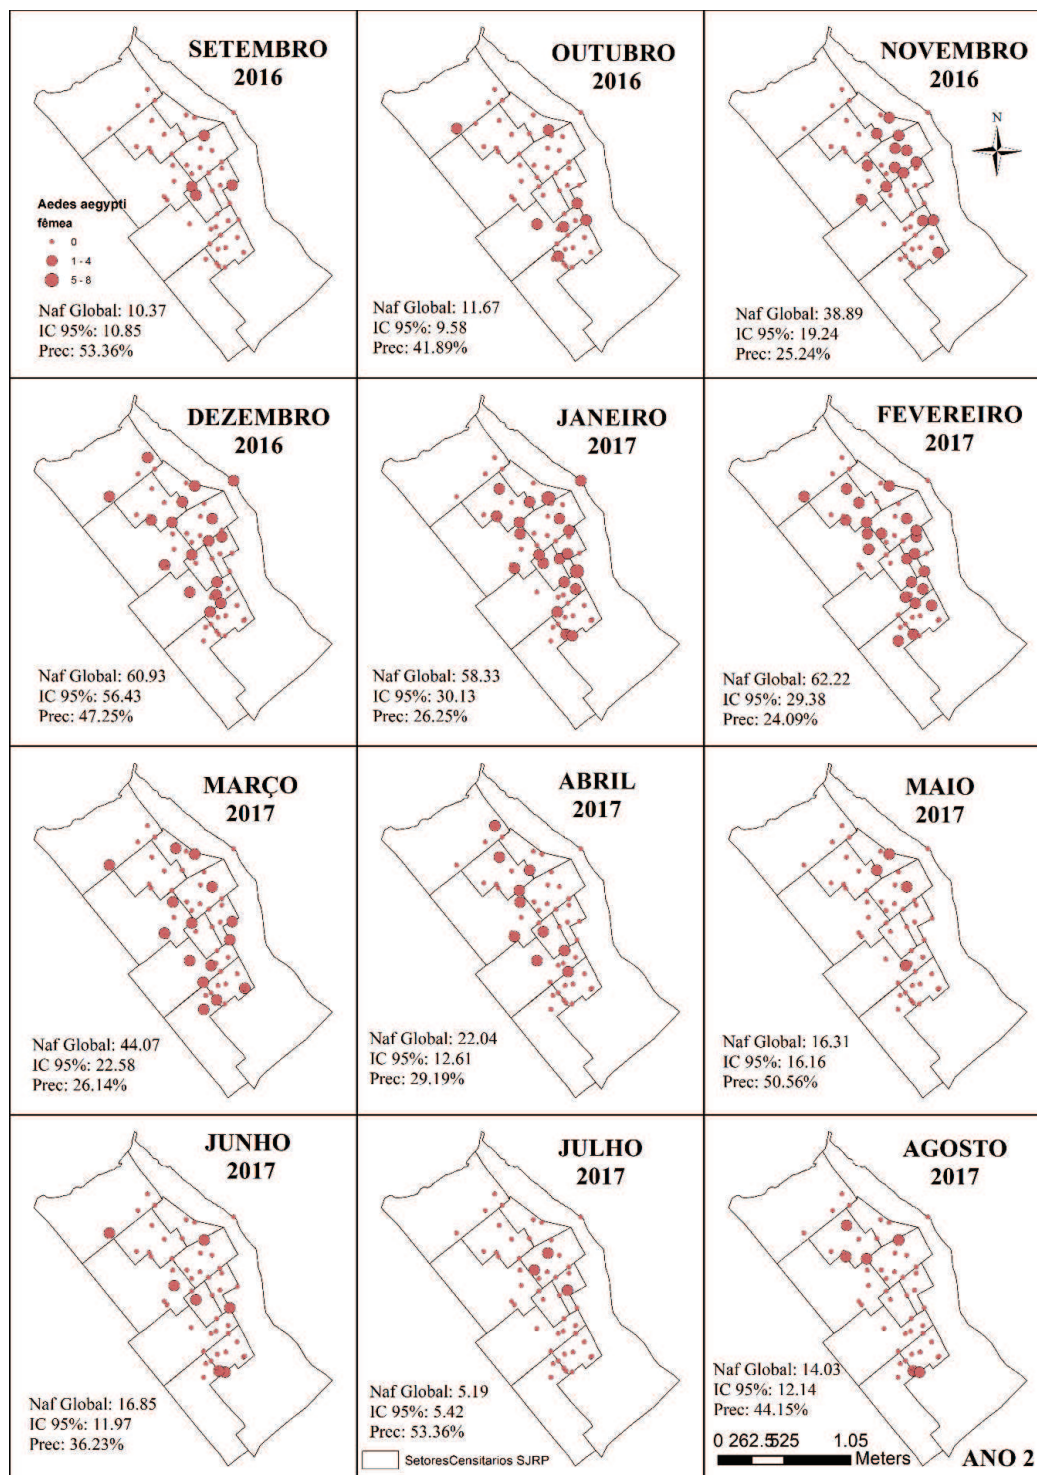 SETEMBRO
2016
Aedes aegypti
fêmea
0
1 - 4
5 - 8
Naf Global: 10.37
IC 95%: 10.85
Prec: 53.36%
OUTUBRO
2016
Naf Global: 11.67
IC 95%: 9.58
Prec: 41.89%
NOVEMBRO
2016
N
Naf Global: 38.89
IC 95%: 19.24
Prec: 25.24%
DEZEMBRO
2016
Naf Global: 60.93
IC 95%: 56.43
Prec: 47.25%
JANEIRO
2017
Naf Global: 58.33
IC 95%: 30.13
Prec: 26.25%
FEVEREIRO
2017
Naf Global: 62.22
IC 95%: 29.38
Prec: 24.09%
MARÇO
2017
Naf Global: 44.07
IC 95%: 22.58
Prec: 26.14%
ABRIL
2017
Naf Global: 22.04
IC 95%: 12.61
Prec: 29.19%
MAIO
2017
Naf Global: 16.31
IC 95%: 16.16
Prec: 50.56%
JUNHO
2017
Naf Global: 16.85
IC 95%: 11.97
Prec: 36.23%
JULHO
2017
Naf Global: 5.19
IC 95%: 5.42
Prec: 53.36%
SetoresCensitarios SJRP
AGOSTO
2017
Naf Global: 14.03
IC 95%: 12.14
Prec: 44.15%
0 262.5525 1.05
Meters
ANO 2